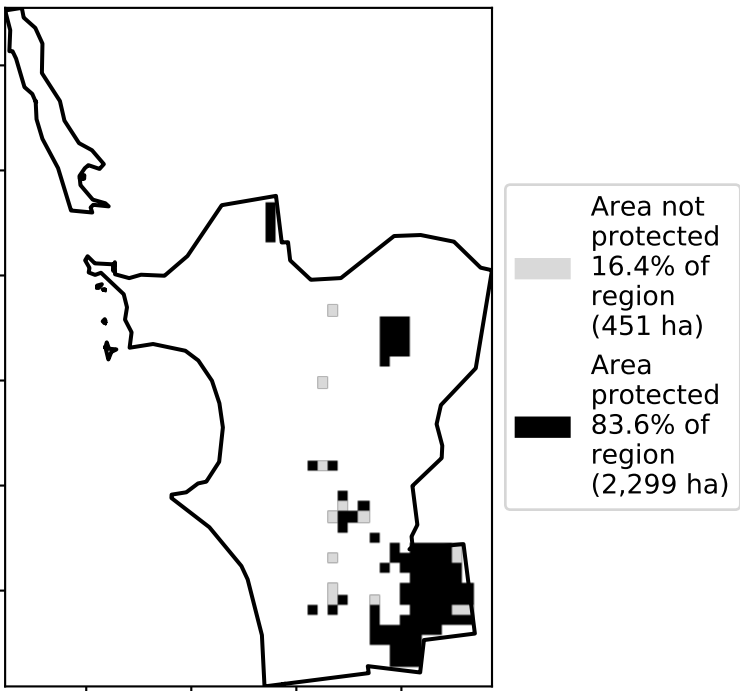 Area not
protected
16.4% of
region
(451 ha)
Area
protected
83.6% of
region
(2,299 ha)